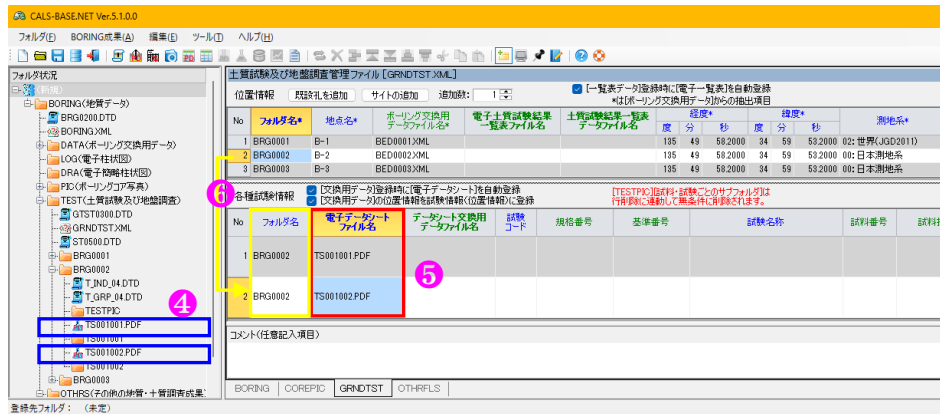 CALS-BASE.NET Ver.5.1.0.0
フォルダ(F) BORING成果(A) 編集(E) ツール(T) ヘルプ(H)
フォルダ状況
(新規)
BORING(地質データ)
BRG0200.DTD
BORING.XML
DATA(ボーリング交換用データ)
LOG(電子柱状図)
DRA(電子簡略柱状図)
PIC(ボーリングコア写真)
TEST(土質試験及び地盤調査)
GTST0300.DTD
GRNDTST.XML
ST0500.DTD
BRG0001
BRG0002
T_IND_04.DTD
T_GRP_04.DTD
TESTPIC
TS001001.PDF
TS001001
TS001002.PDF
TS001002
BRG0003
OTHRS(その他の地質・土質調査成果)
4
土質試験及び地盤調査管理ファイル [GRNDTST.XML]
位置情報 既設孔を追加 サイトの追加 追加数: 1 [一覧表データ]登録時に[電子一覧表]を自動登録
*は[ボーリング交換用データ]からの抽出項目
No フォルダ名* 地点名* ボーリング交換用データファイル名* 電子土質試験結果一覧表ファイル名 土質試験結果一覧表データファイル名 経度* 緯度* 測地系*
度 分 秒 度 分 秒
1 BRG0001 B-1 BED0001.XML 135 49 58.2000 34 59 53.2000 02: 世界(JGD2011)
2 BRG0002 B-2 BED0002.XML 135 49 58.2000 34 59 53.2000 00: 日本測地系
3 BRG0003 B-3 BED0003.XML 135 49 58.2000 34 59 53.2000 00: 日本測地系
6
各種試験情報 [交換用データ]登録時に[電子データシート]を自動登録
[交換用データ]の位置情報を試験情報(位置情報)に登録
[TESTPIC][試料・試験ごとのサブフォルダ]は
行削除に連動して無条件に削除されます。
No フォルダ名 電子データシートファイル名 データシート交換用データファイル名 試験コード 規格番号 基準番号 試験名称 試料番号
1 BRG0002 TS001001.PDF
2 BRG0002 TS001002.PDF
5
コメント(任意記入項目)
BORING COREPIC GRNDTST OTHRFLS
登録先フォルダ: (未定)